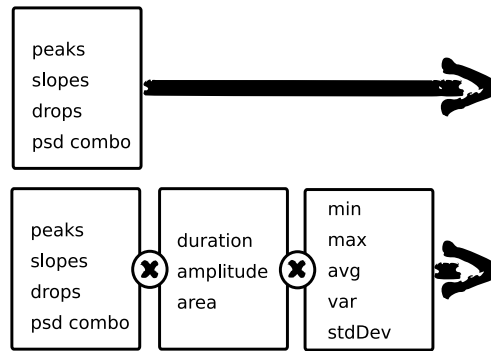 peaks
slopes
drops
psd combo
peaks
slopes
drops
psd combo
duration
amplitude
area
min
max
avg
var
stdDev